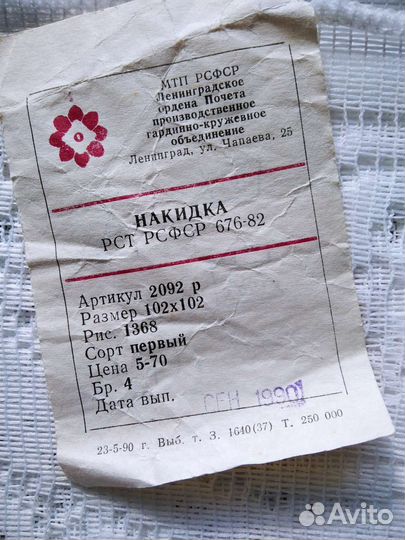 МТП РСФСР
Ленинградское
ордена Почета
производственное
гардинно-кружевное
объединение
Ленинград, ул. Чапаева, 25
НАКИДКА
РСТ РСФСР 676-82
Артикул 2092 р
Размер 102х102
Рис. 1368
Сорт первый
Цена 5-70
Бр. 4
Дата вып. СЕН 1990
23-5-90 г. Выб. т. З. 1640(37) Т. 250 000
Avito